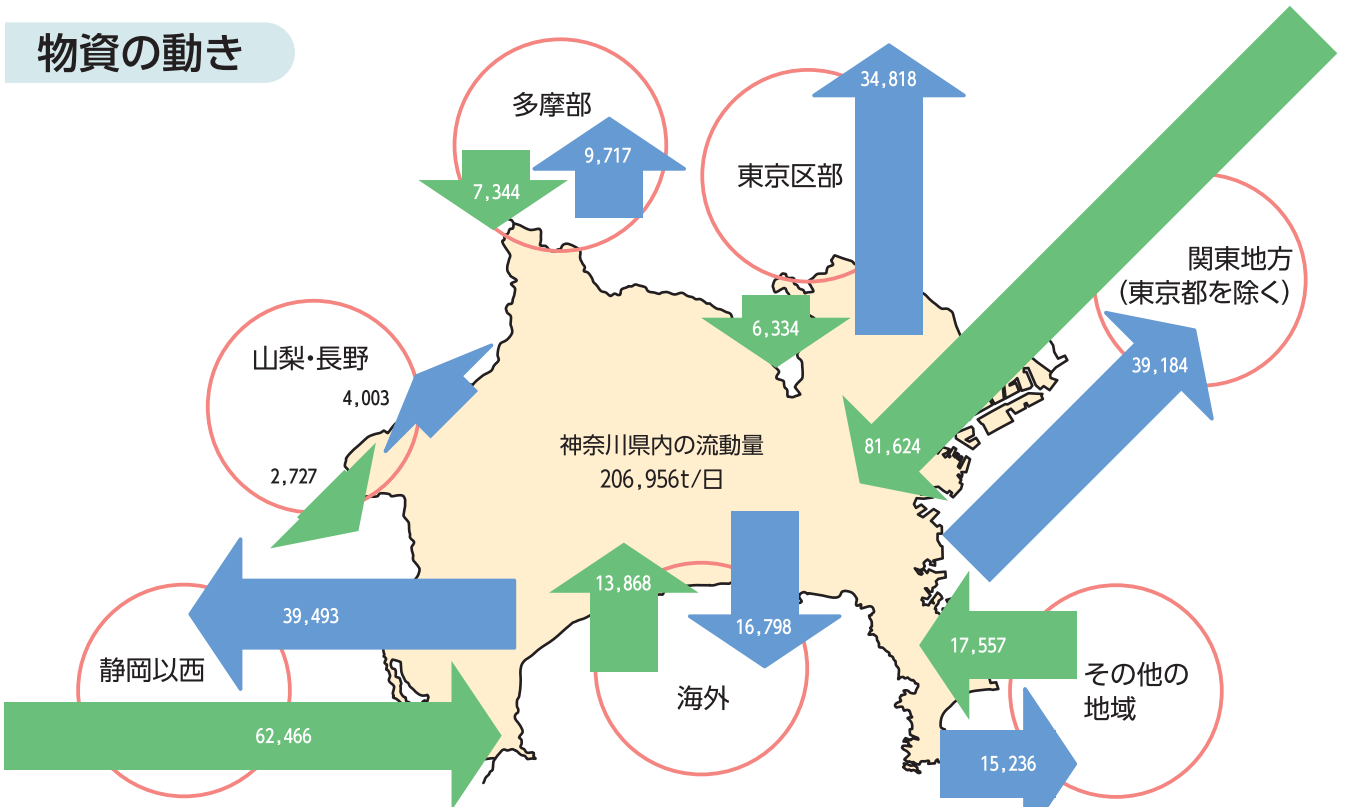 物資の動き
多摩部
7,344
9,717
東京区部
34,818
6,334
関東地方
(東京都を除く)
81,624
39,184
山梨・長野
4,003
2,727
神奈川県内の流動量
206,956t/日
静岡以西
39,493
62,466
海外
13,868
16,798
その他の
地域
17,557
15,236